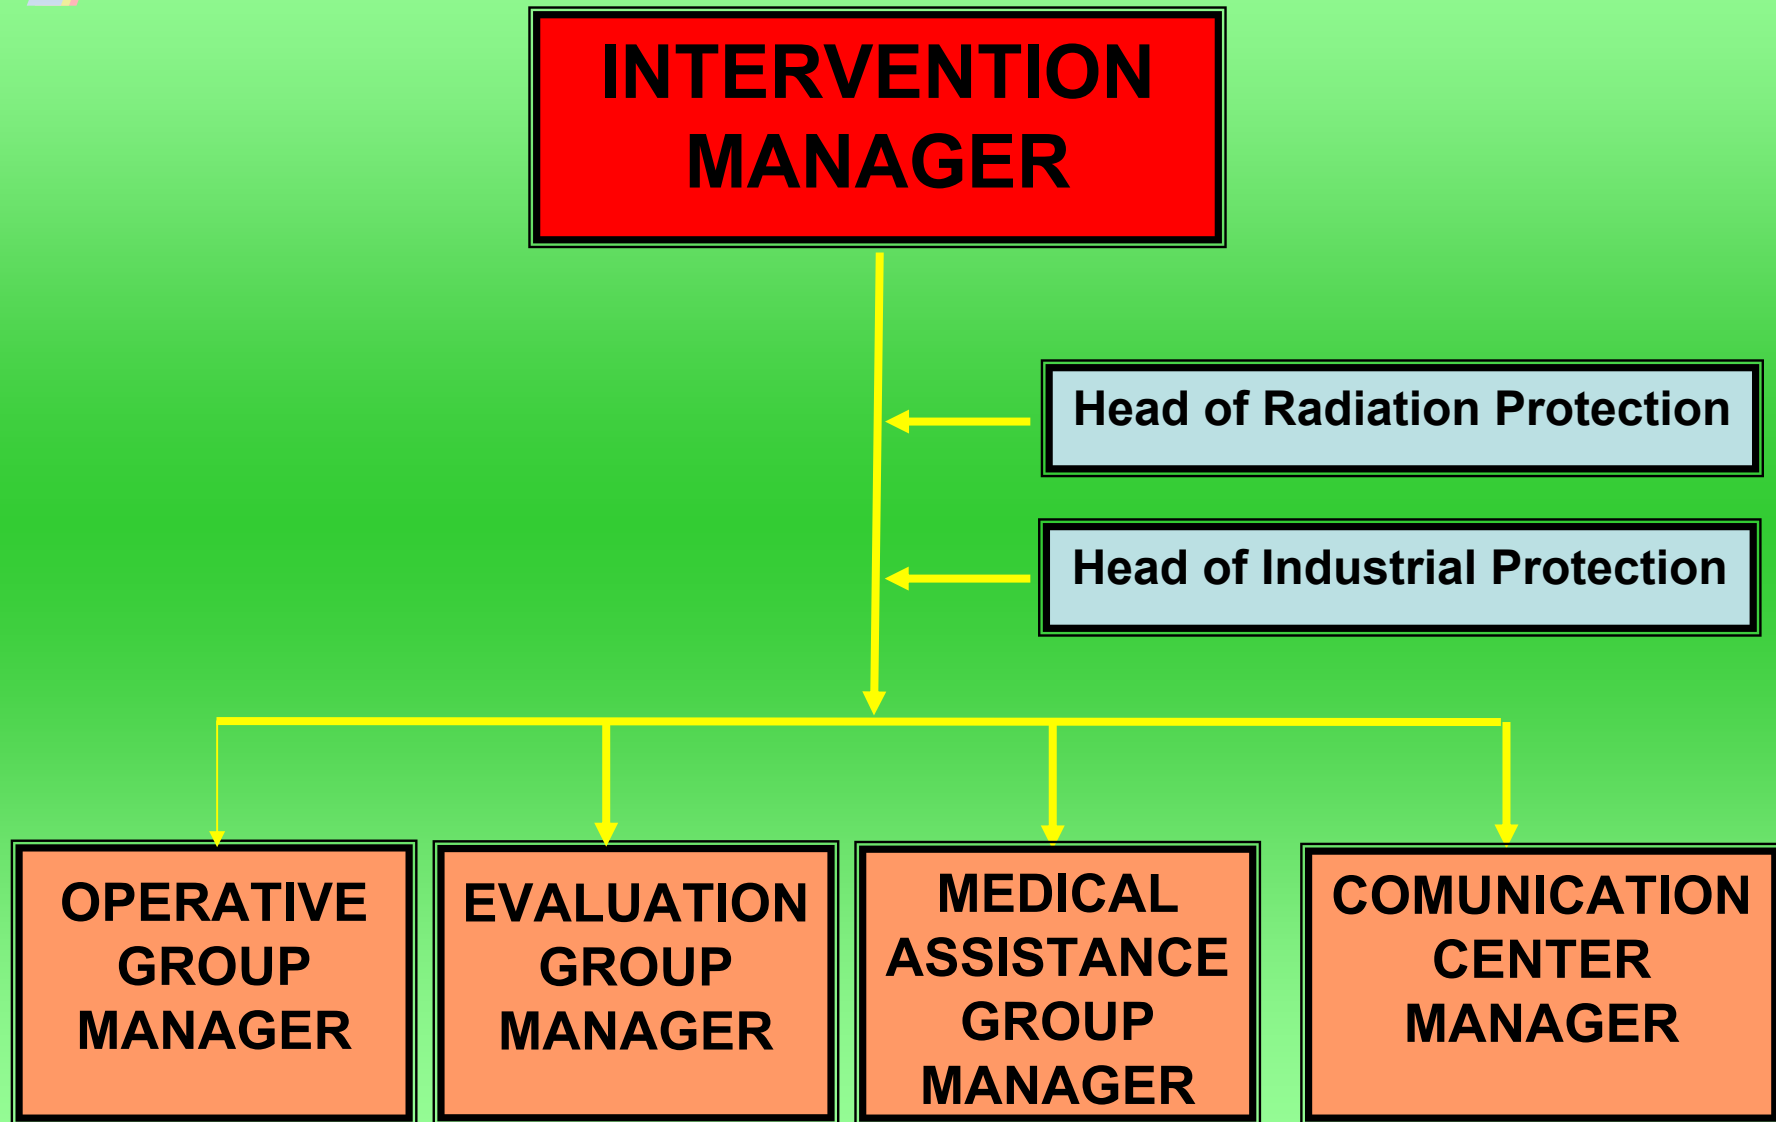 INTERVENTION
MANAGER
Head of Radiation Protection
Head of Industrial Protection
OPERATIVE
GROUP
MANAGER
EVALUATION
GROUP
MANAGER
MEDICAL
ASSISTANCE
GROUP
MANAGER
COMUNICATION
CENTER
MANAGER